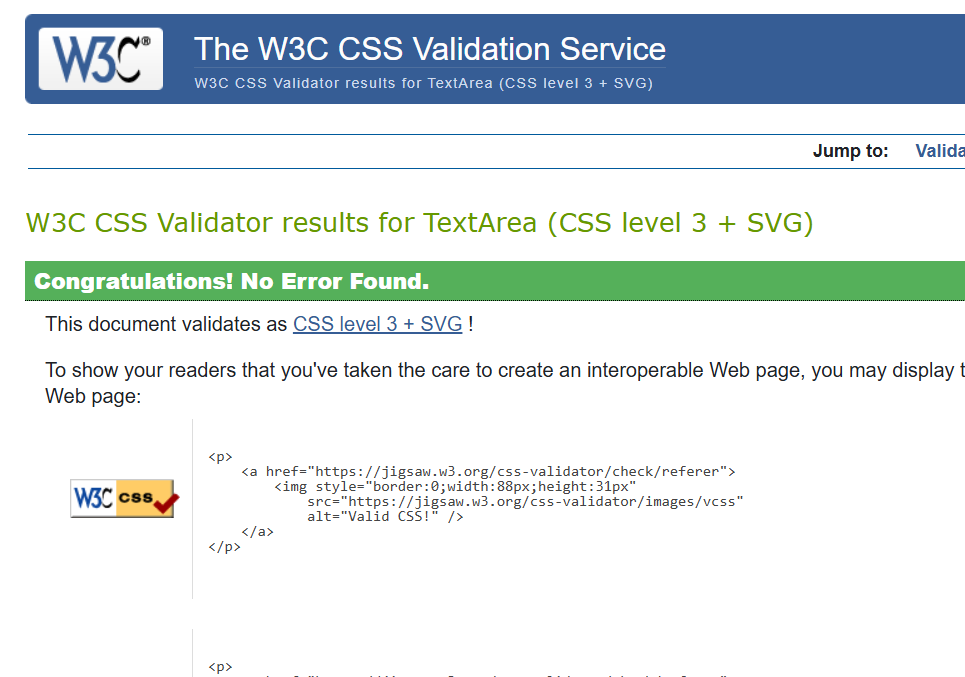 W3C®
The W3C CSS Validation Service
W3C CSS Validator results for TextArea (CSS level 3 + SVG)
Jump to: Valida
W3C CSS Validator results for TextArea (CSS level 3 + SVG)
Congratulations! No Error Found.
This document validates as CSS level 3 + SVG !
To show your readers that you've taken the care to create an interoperable Web page, you may display t
Web page:
<p>
<a href="https://jigsaw.w3.org/css-validator/check/referer">
<img style="border:0;width:88px;height:31px"
src="https://jigsaw.w3.org/css-validator/images/vcss"
alt="Valid CSS!" />
</a>
</p>
W3C css
<p>